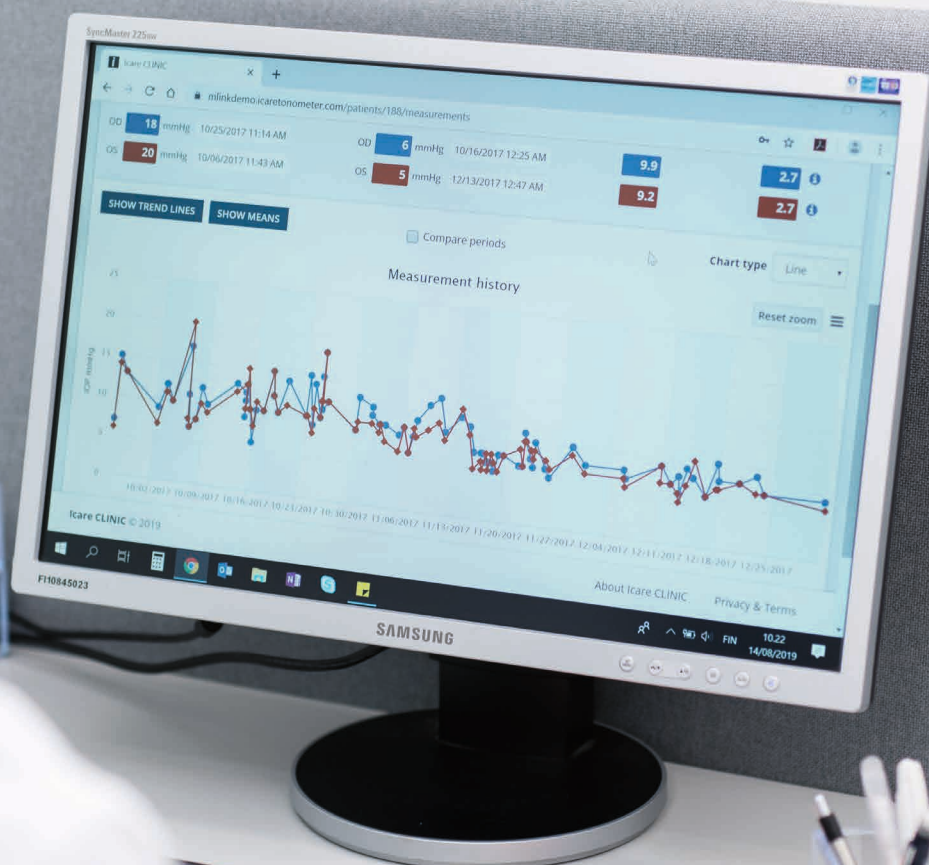 SyncMaster 225BW
Icare CLINIC × +
mlinkdemo.icaretonometer.com/patients/188/measurements
OD 18 mmHg 10/25/2017 11:14 AM OD 6 mmHg 10/16/2017 12:25 AM 9.9 2.7
OS 20 mmHg 10/06/2017 11:43 AM OS 5 mmHg 12/13/2017 12:47 AM 9.2 2.7
SHOW TREND LINES SHOW MEANS
Compare periods
Chart type Line
Measurement history
Reset zoom
25
20
15
10
5
0
IOP mmHg
10/02/2017 10/09/2017 10/16/2017 10/23/2017 10/30/2017 11/06/2017 11/13/2017 11/20/2017 11/27/2017 12/04/2017 12/11/2017 12/18/2017 12/25/2017
Icare CLINIC © 2019
About Icare CLINIC Privacy & Terms
FIN 10.22
14/08/2019
FI10845023
SAMSUNG